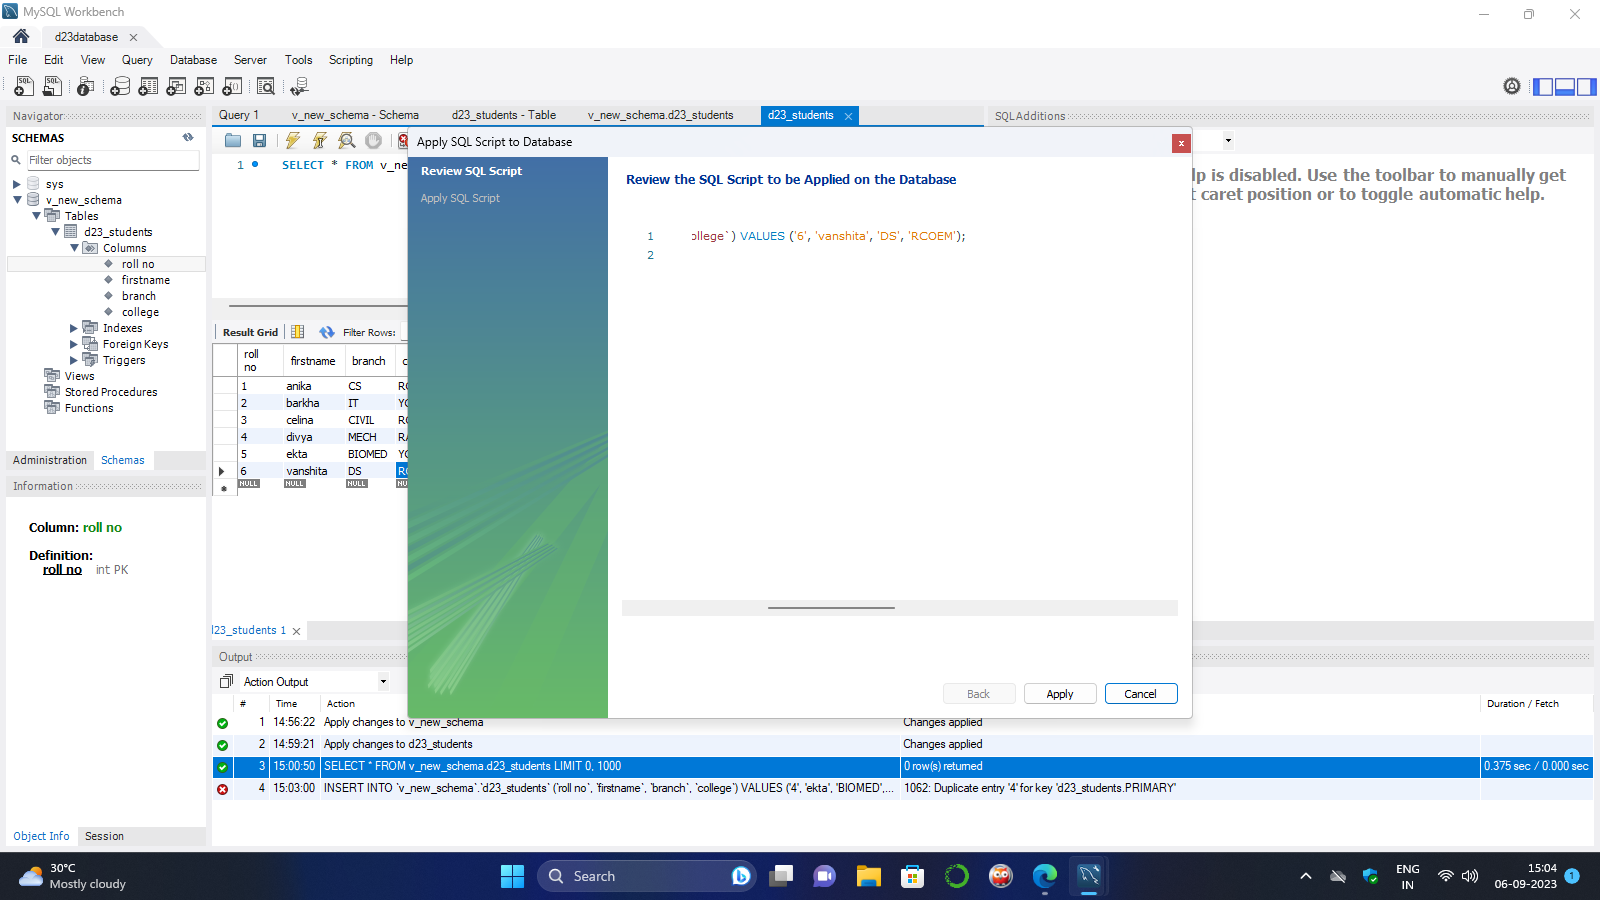 MySQL Workbench
d23database
File Edit View Query Database Server Tools Scripting Help
Navigator
SCHEMAS
Filter objects
sys
v_new_schema
Tables
d23_students
Columns
roll no
firstname
branch
college
Indexes
Foreign Keys
Triggers
Views
Stored Procedures
Functions
Administration Schemas
Information
Column: roll no
Definition:
roll no int PK
Object Info Session
Query 1 v_new_schema - Schema d23_students - Table v_new_schema.d23_students d23_students
1 SELECT * FROM v_ne
Result Grid Filter Rows:
roll no firstname branch c
1 anika CS RC
2 barkha IT YC
3 celina CIVIL RC
4 divya MECH RA
5 ekta BIOMED YC
6 vanshita DS RC
NULL NULL NULL NU
d23_students 1
SQLAdditions
lp is disabled. Use the toolbar to manually get
t caret position or to toggle automatic help.
Apply SQL Script to Database
Review SQL Script
Apply SQL Script
Review the SQL Script to be Applied on the Database
1 ollege`) VALUES ('6', 'vanshita', 'DS', 'RCOEM');
2
Back Apply Cancel
Output
Action Output
# Time Action Duration / Fetch
1 14:56:22 Apply changes to v_new_schema Changes applied
2 14:59:21 Apply changes to d23_students Changes applied
3 15:00:50 SELECT * FROM v_new_schema.d23_students LIMIT 0, 1000 0 row(s) returned 0.375 sec / 0.000 sec
4 15:03:00 INSERT INTO `v_new_schema`.`d23_students` (`roll no`, `firstname`, `branch`, `college`) VALUES ('4', 'ekta', 'BIOMED',... 1062: Duplicate entry '4' for key 'd23_students.PRIMARY'
30°C
Mostly cloudy
Search
ENG
IN
15:04
06-09-2023
1